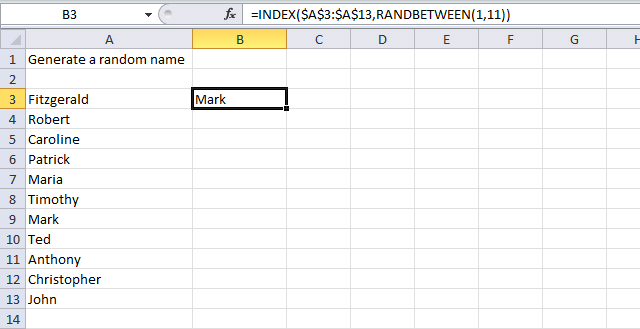 B3 fx =INDEX($A$3:$A$13,RANDBETWEEN(1,11))
A B C D E F G H
1 Generate a random name
2
3 Fitzgerald Mark
4 Robert
5 Caroline
6 Patrick
7 Maria
8 Timothy
9 Mark
10 Ted
11 Anthony
12 Christopher
13 John
14